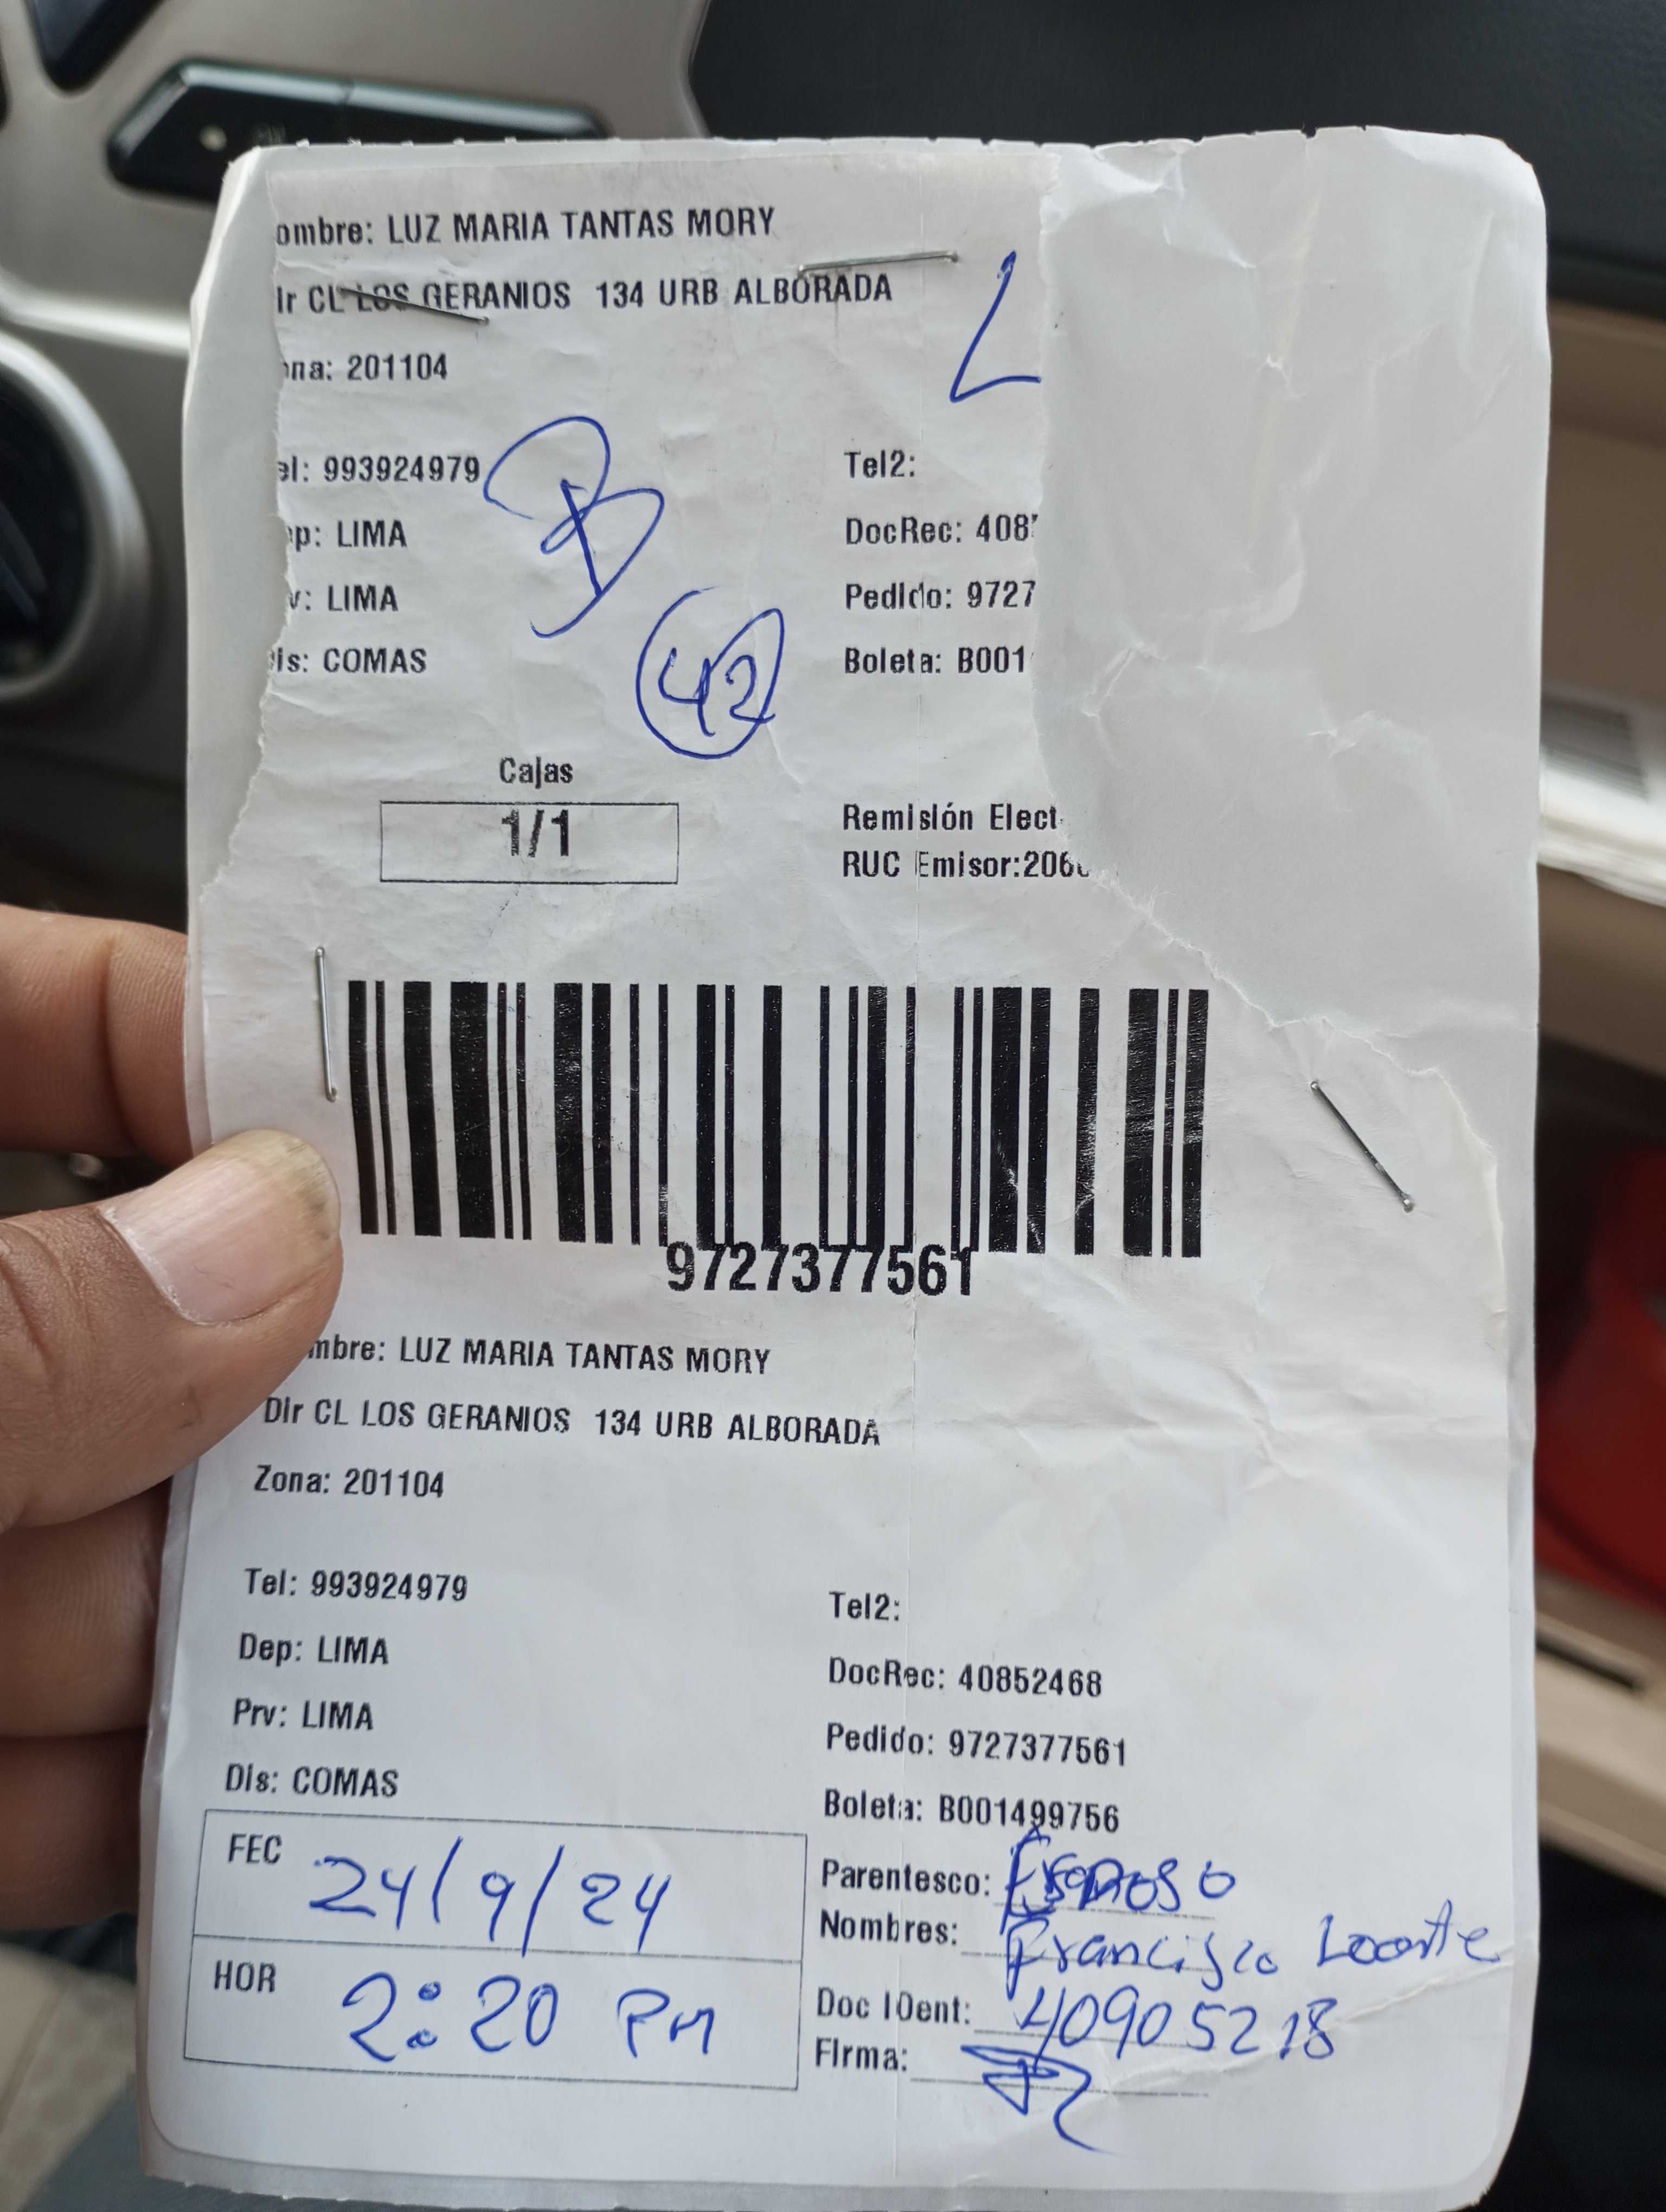 ombre: LUZ MARIA TANTAS MORY
Ir CL LOS GERANIOS 134 URB ALBORADA
L
na: 201104
el: 993924979
B
Tel2:
p: LIMA
DocRec: 408
v: LIMA
Pedido: 9727
is: COMAS
42
Boleta: B001
Cajas
1/1
Remisión Elect
RUC Emisor:206
9727377561
mbre: LUZ MARIA TANTAS MORY
Dir CL LOS GERANIOS 134 URB ALBORADA
Zona: 201104
Tel: 993924979
Tel2:
Dep: LIMA
DocRec: 40852468
Prv: LIMA
Pedido: 9727377561
Dis: COMAS
Boleta: B001499756
FEC 24/9/24
Parentesco: Esposo
Nombres: Francisco
HOR 2:20 PM
Doc IDent: 40905218
Firma: